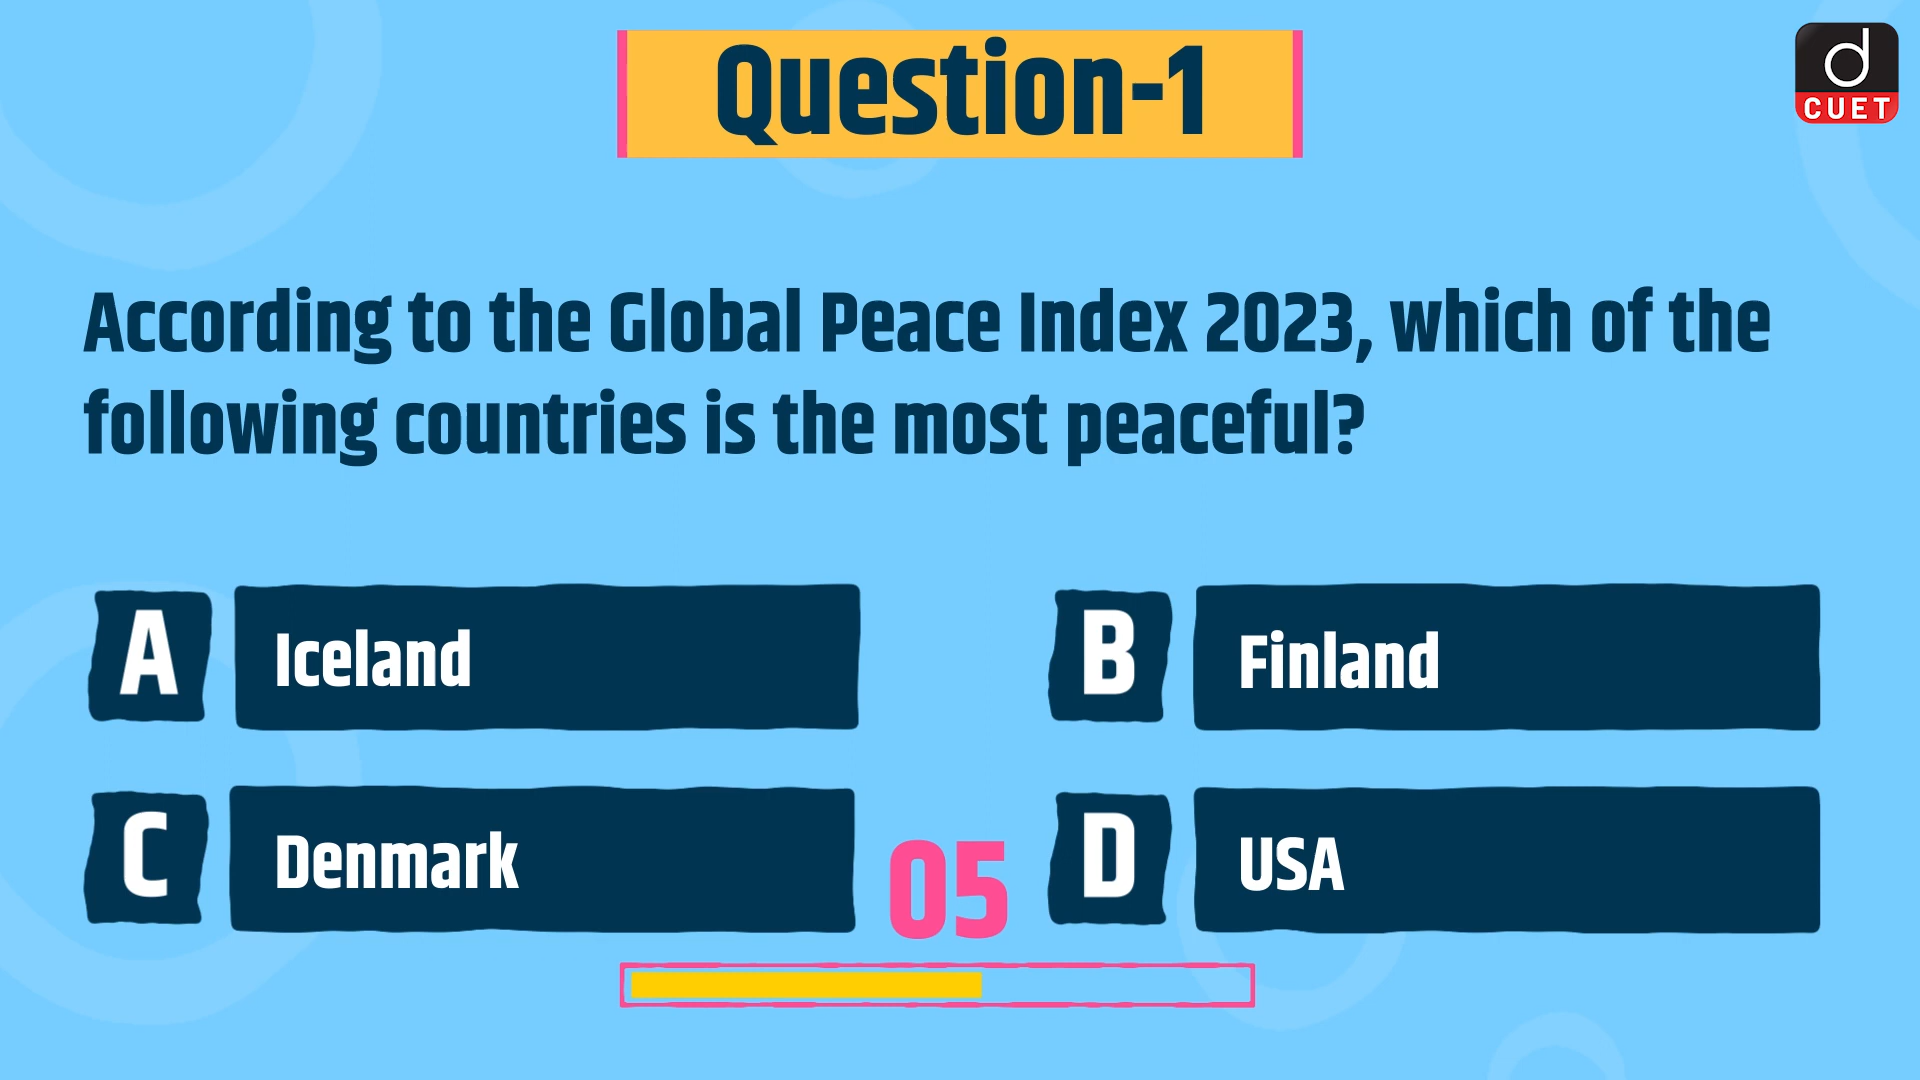 Question-1
d
CUET
According to the Global Peace Index 2023, which of the
following countries is the most peaceful?
A Iceland
B Finland
C Denmark
D USA
05